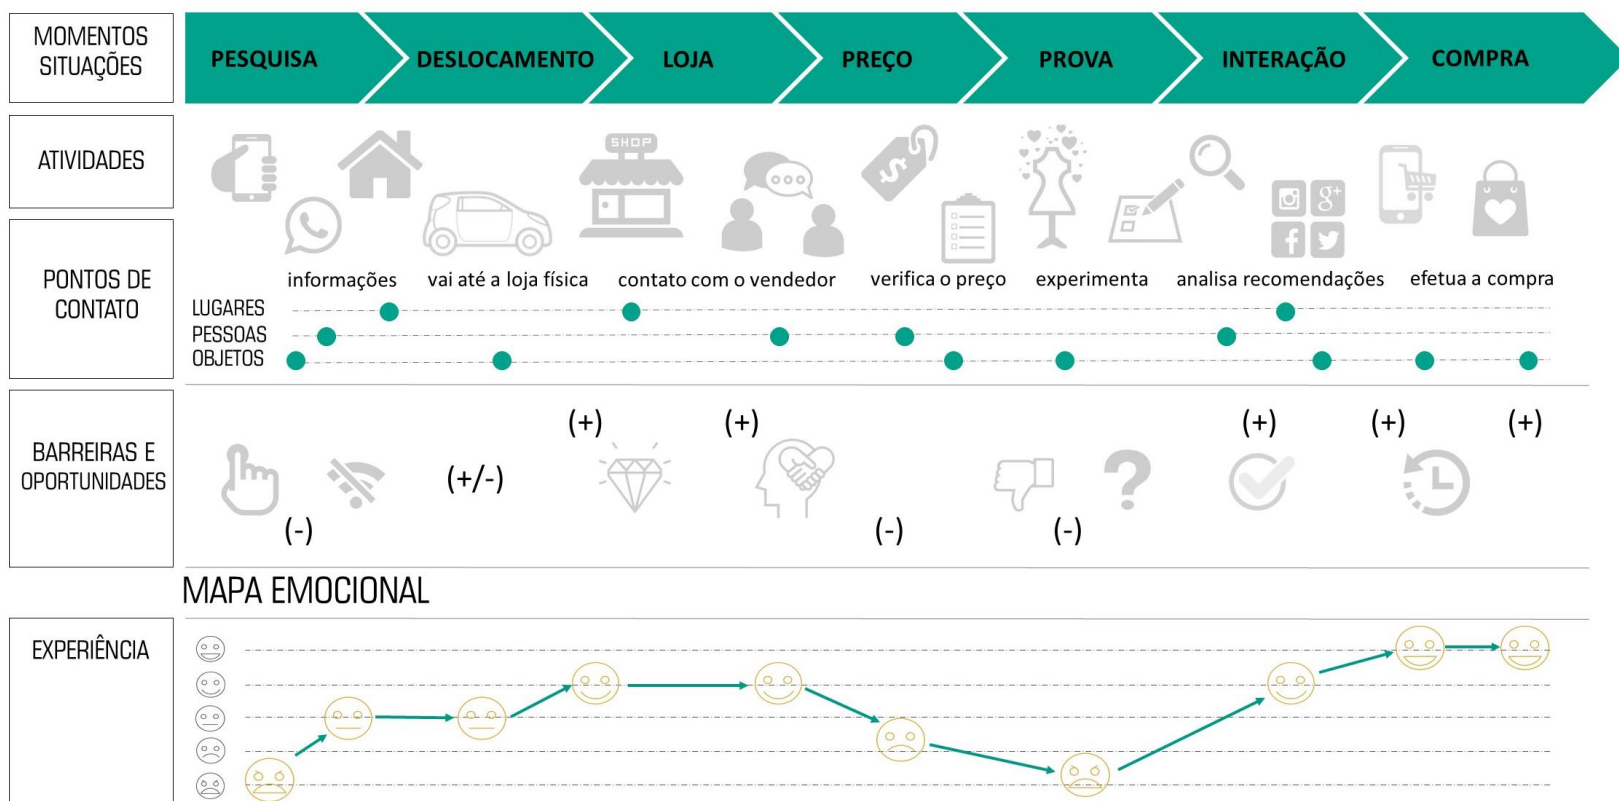 MOMENTOS
SITUAÇÕES
PESQUISA
DESLOCAMENTO
LOJA
PREÇO
PROVA
INTERAÇÃO
COMPRA
ATIVIDADES
SHOP
$
g+
f
PONTOS DE
CONTATO
informações
vai até a loja física
contato com o vendedor
verifica o preço
experimenta
analisa recomendações
efetua a compra
LUGARES
PESSOAS
OBJETOS
BARREIRAS E
OPORTUNIDADES
(+)
(+)
(+)
(+)
(+)
(+/-)
?
(-)
(-)
(-)
MAPA EMOCIONAL
EXPERIÊNCIA